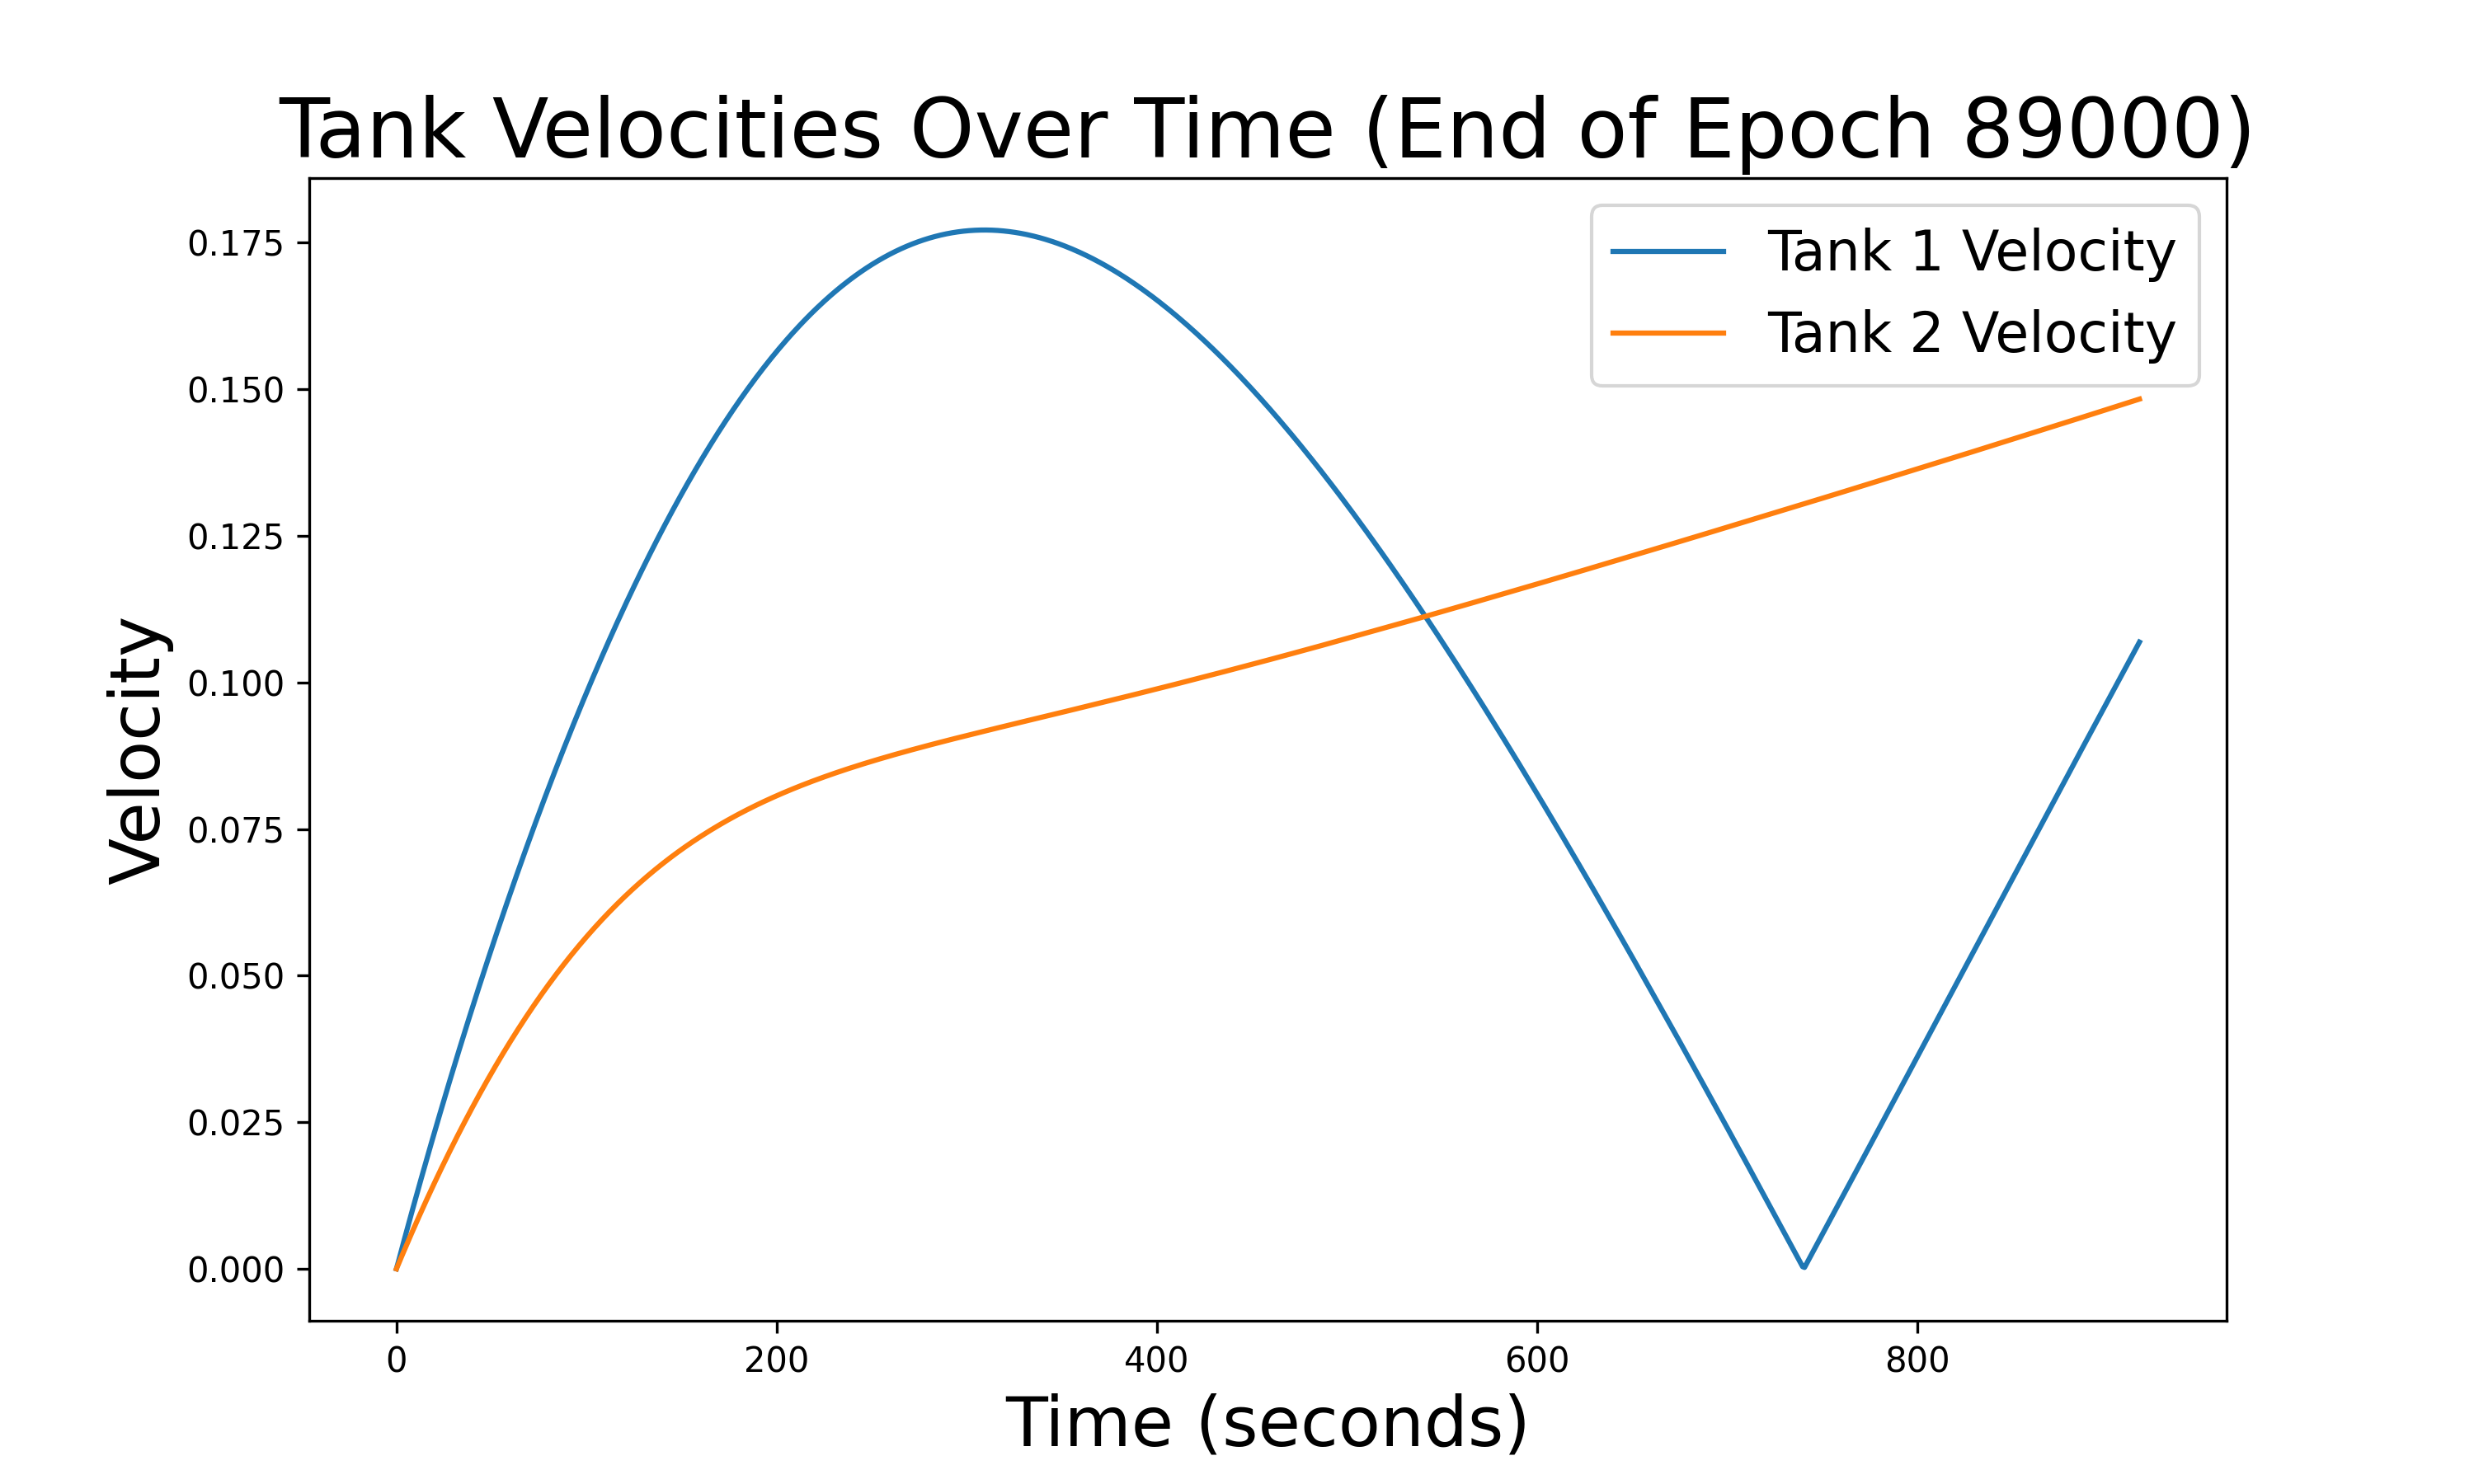 Tank Velocities Over Time (End of Epoch 89000)
Tank 1 Velocity
Tank 2 Velocity
Velocity
0.175
0.150
0.125
0.100
0.075
0.050
0.025
0.000
0 200 400 600 800
Time (seconds)